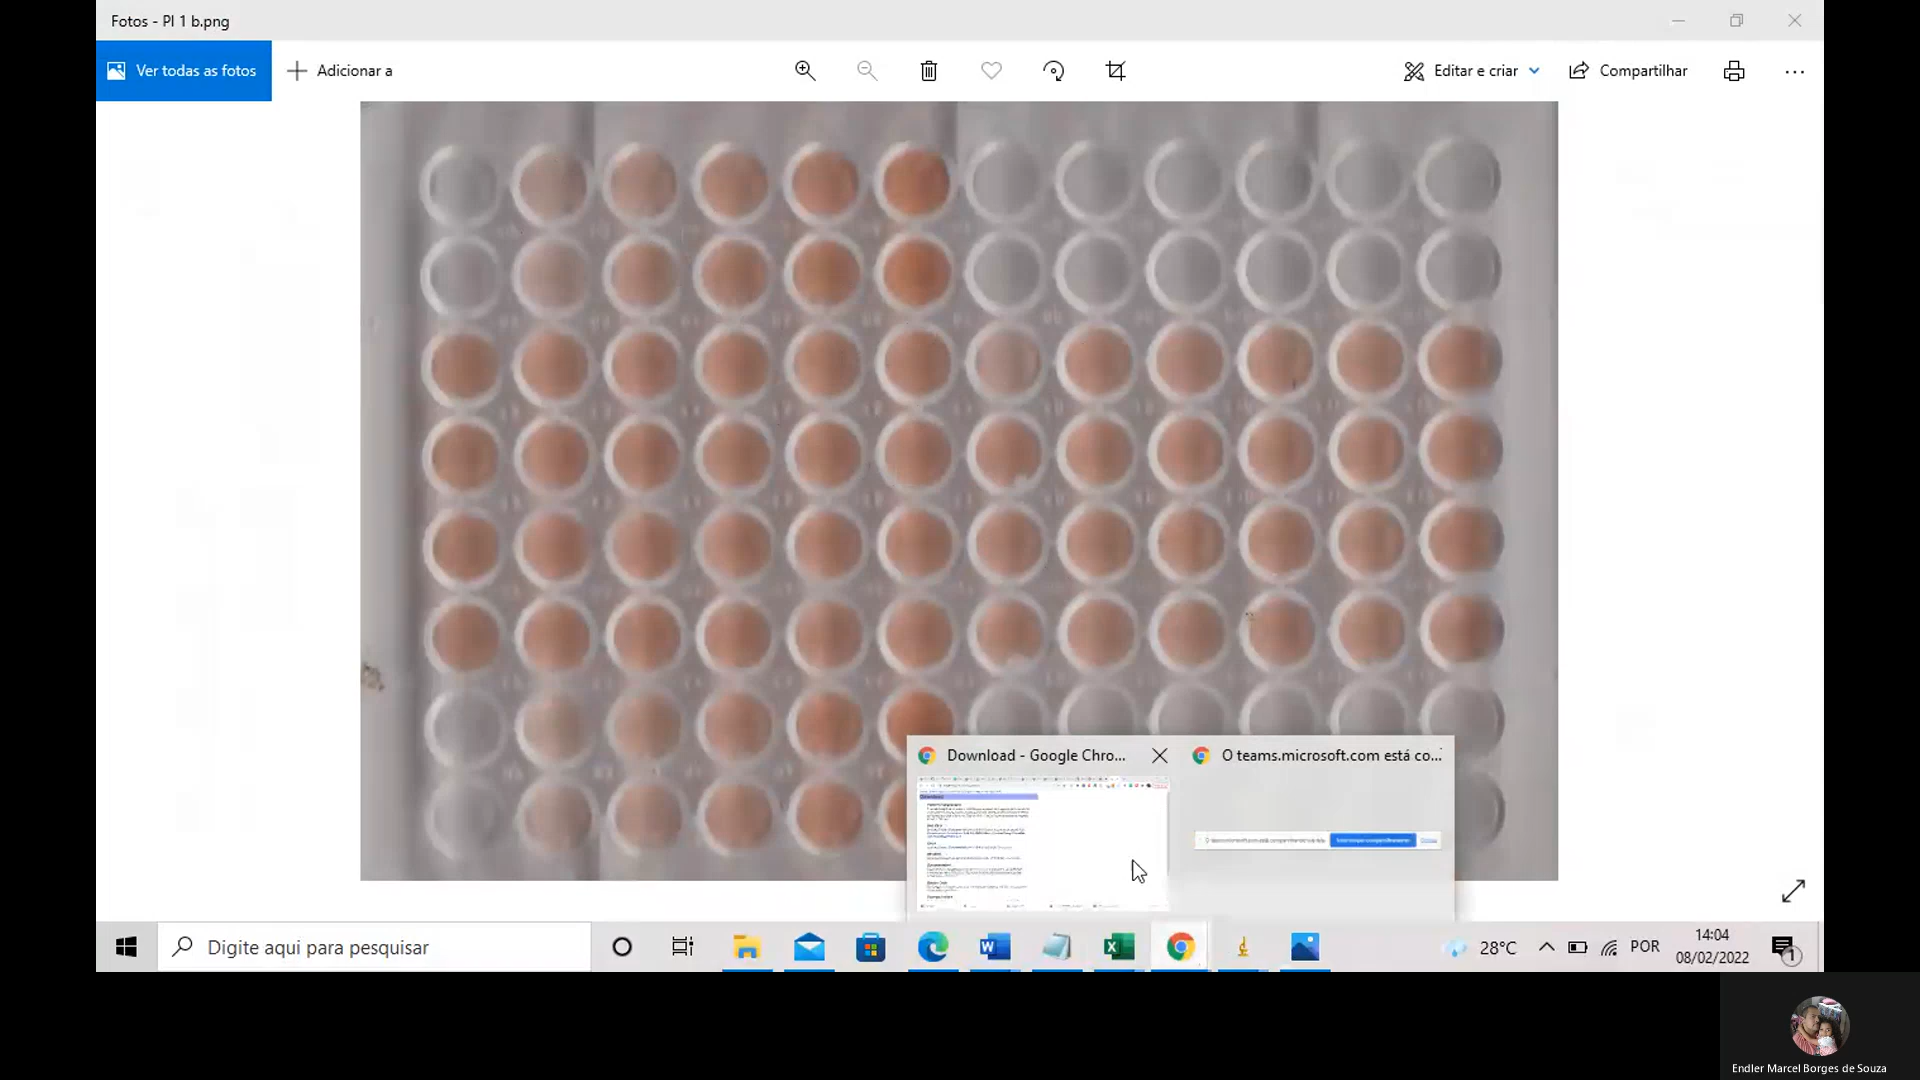 Fotos - Pl 1 b.png
Ver todas as fotos
Adicionar a
Editar e criar
Compartilhar
Download - Google Chro...
O teams.microsoft.com está co...
Digite aqui para pesquisar
28°C
POR
14:04
08/02/2022
1
Endler Marcel Borges de Souza